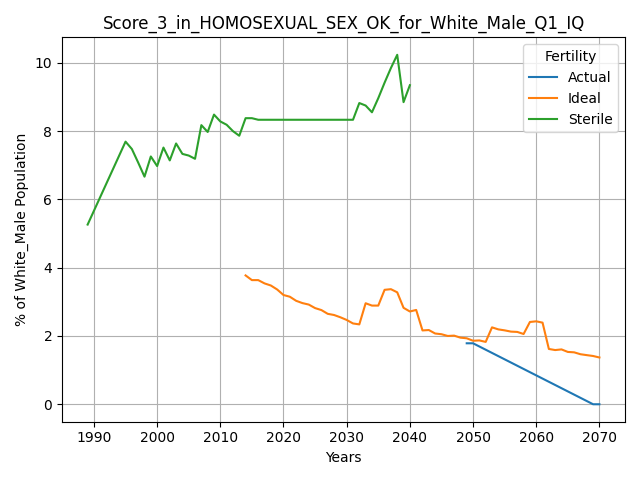 Score_3_in_HOMOSEXUAL_SEX_OK_for_White_Male_Q1_IQ
Fertility
Actual
Ideal
Sterile
% of White_Male Population
10
8
6
4
2
0
1990 2000 2010 2020 2030 2040 2050 2060 2070
Years